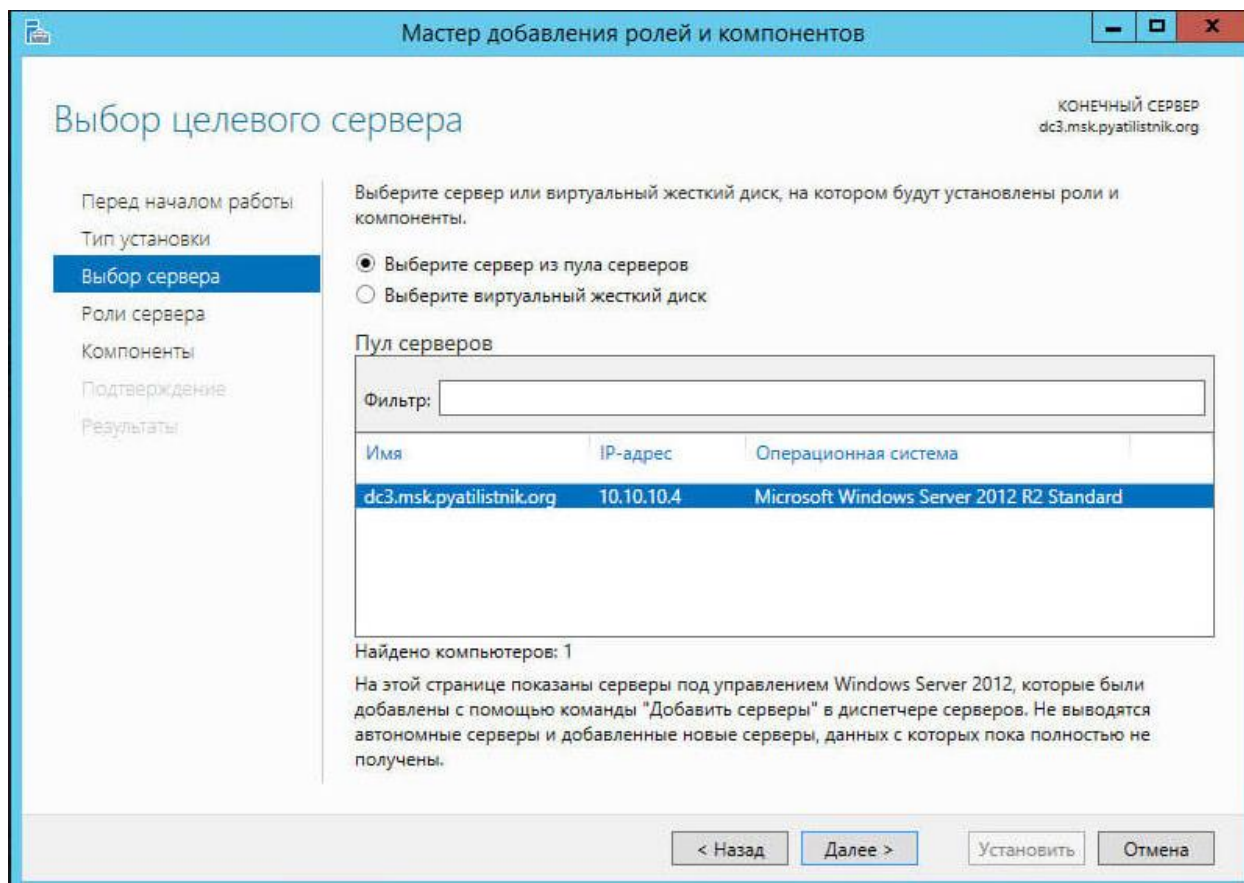 Мастер добавления ролей и компонентов
Выбор целевого сервера
КОНЕЧНЫЙ СЕРВЕР
dc3.msk.pyatilistnik.org
Перед началом работы
Тип установки
Выбор сервера
Роли сервера
Компоненты
Подтверждение
Результаты
Выберите сервер или виртуальный жесткий диск, на котором будут установлены роли и
компоненты.
Выберите сервер из пула серверов
Выберите виртуальный жесткий диск
Пул серверов
Фильтр:
Имя IP-адрес Операционная система
dc3.msk.pyatilistnik.org 10.10.10.4 Microsoft Windows Server 2012 R2 Standard
Найдено компьютеров: 1
На этой странице показаны серверы под управлением Windows Server 2012, которые были
добавлены с помощью команды "Добавить серверы" в диспетчере серверов. Не выводятся
автономные серверы и добавленные новые серверы, данных с которых пока полностью не
получены.
< Назад Далее > Установить Отмена